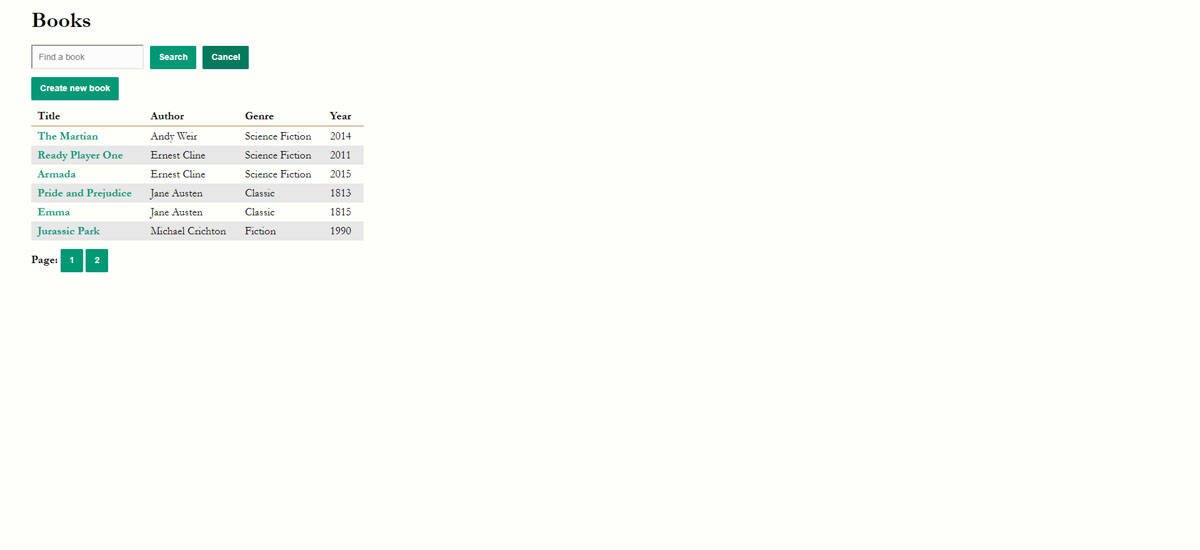 Books
Find a book Search Cancel
Create new book
Title Author Genre Year
The Martian Andy Weir Science Fiction 2014
Ready Player One Ernest Cline Science Fiction 2011
Armada Ernest Cline Science Fiction 2015
Pride and Prejudice Jane Austen Classic 1813
Emma Jane Austen Classic 1815
Jurassic Park Michael Crichton Fiction 1990
Page: 1 2